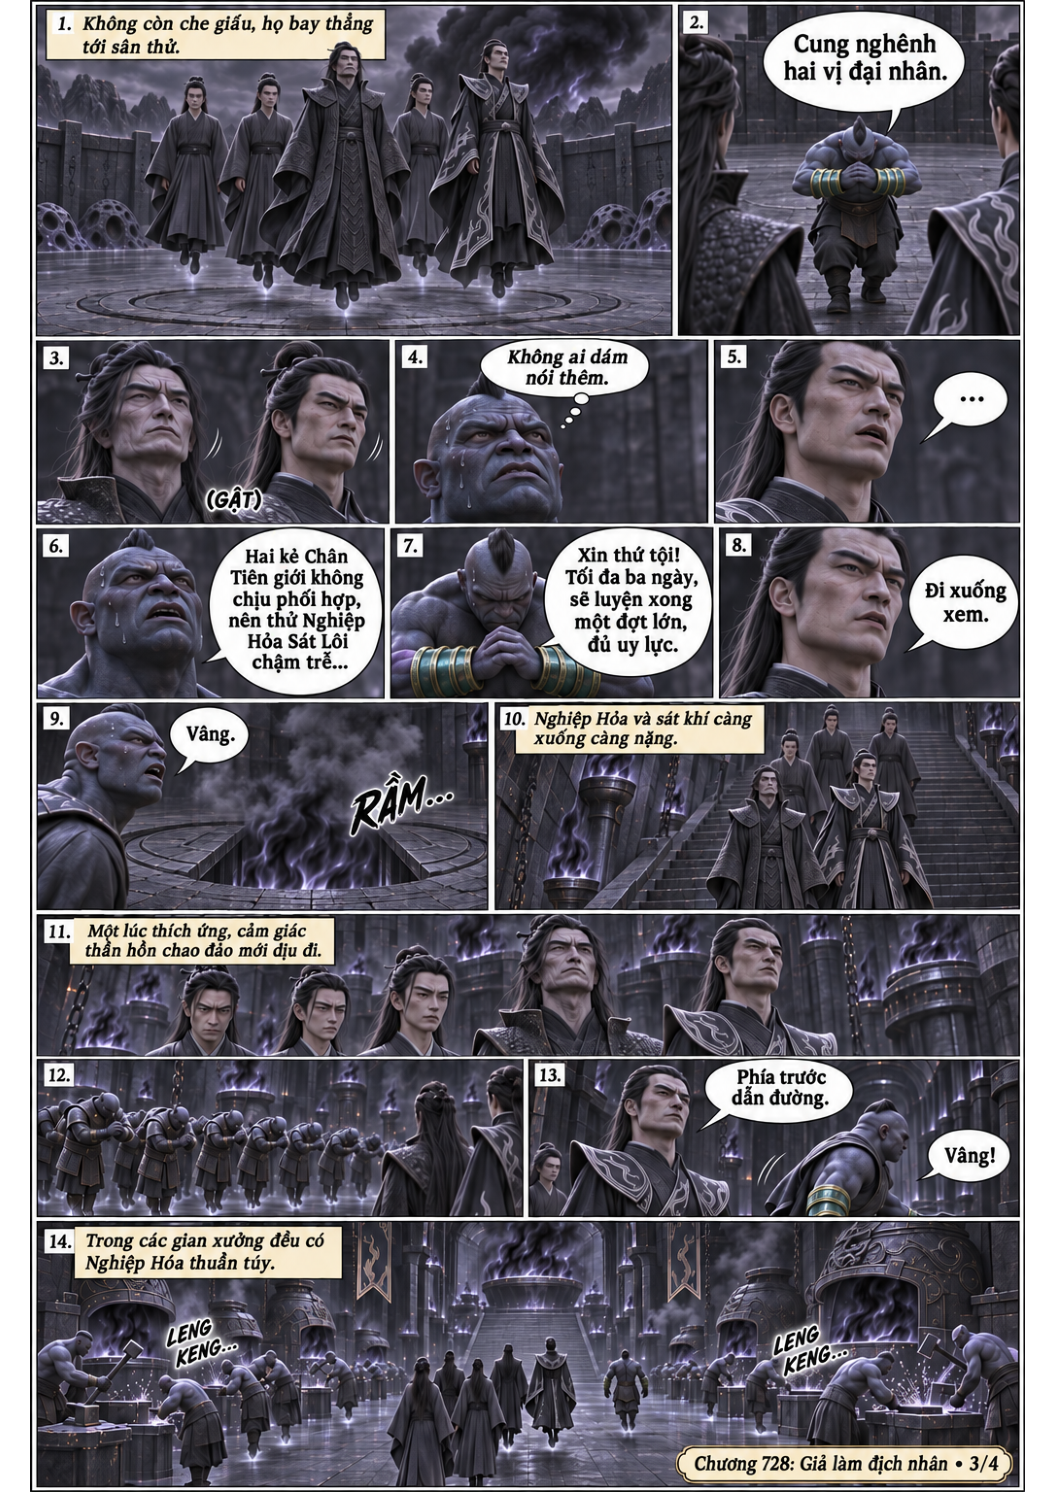 1. Không còn che giấu, họ bay thẳng
tới sân thử.
2.
Cung nghênh
hai vị đại nhân.
3.
(GẬT)
4.
Không ai dám
nói thêm.
5.
...
6.
Hai kẻ Chân
Tiên giới không
chịu phối hợp,
nên thử Nghiệp
Hỏa Sát Lôi
chậm trễ...
7.
Xin thứ tội!
Tối đa ba ngày,
sẽ luyện xong
một đợt lớn,
đủ uy lực.
8.
Đi xuống
xem.
9.
Vâng.
RẦM...
10. Nghiệp Hỏa và sát khí càng
xuống càng nặng.
11. Một lúc thích ứng, cảm giác
thần hồn chao đảo mới dịu đi.
12.
13.
Phía trước
dẫn đường.
Vâng!
14. Trong các gian xưởng đều có
Nghiệp Hóa thuần túy.
LENG
KENG...
LENG
KENG...
Chương 728: Giả làm địch nhân • 3/4